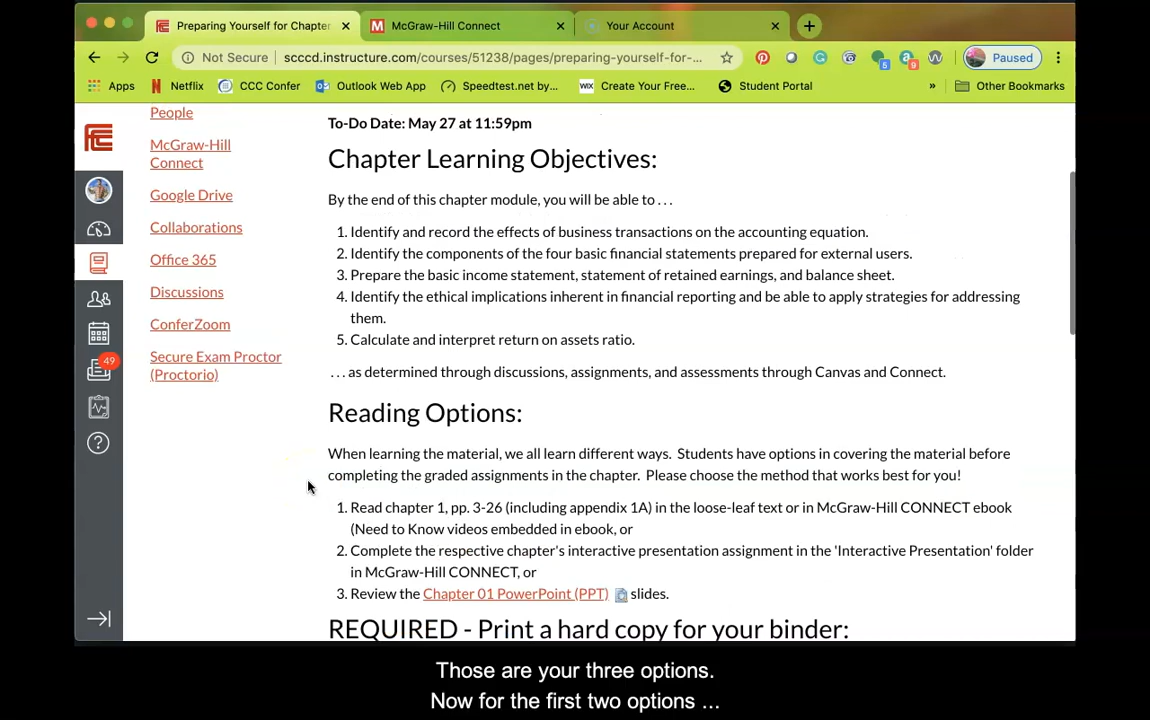 Preparing Yourself for Chapter
McGraw-Hill Connect
Your Account
Not Secure
scccd.instructure.com/courses/51238/pages/preparing-yourself-for-...
5
9
Paused
Apps
Netflix
CCC Confer
Outlook Web App
Speedtest.net by...
WIX
Create Your Free...
Student Portal
»
Other Bookmarks
People
McGraw-Hill
Connect
Google Drive
Collaborations
Office 365
Discussions
ConferZoom
Secure Exam Proctor
(Proctorio)
49
To-Do Date: May 27 at 11:59pm
Chapter Learning Objectives:
By the end of this chapter module, you will be able to . . .
1. Identify and record the effects of business transactions on the accounting equation.
2. Identify the components of the four basic financial statements prepared for external users.
3. Prepare the basic income statement, statement of retained earnings, and balance sheet.
4. Identify the ethical implications inherent in financial reporting and be able to apply strategies for addressing
them.
5. Calculate and interpret return on assets ratio.
. . . as determined through discussions, assignments, and assessments through Canvas and Connect.
Reading Options:
When learning the material, we all learn different ways. Students have options in covering the material before
completing the graded assignments in the chapter. Please choose the method that works best for you!
1. Read chapter 1, pp. 3-26 (including appendix 1A) in the loose-leaf text or in McGraw-Hill CONNECT ebook
(Need to Know videos embedded in ebook, or
2. Complete the respective chapter's interactive presentation assignment in the 'Interactive Presentation' folder
in McGraw-Hill CONNECT, or
3. Review the Chapter 01 PowerPoint (PPT) slides.
REQUIRED - Print a hard copy for your binder:
Those are your three options.
Now for the first two options ...